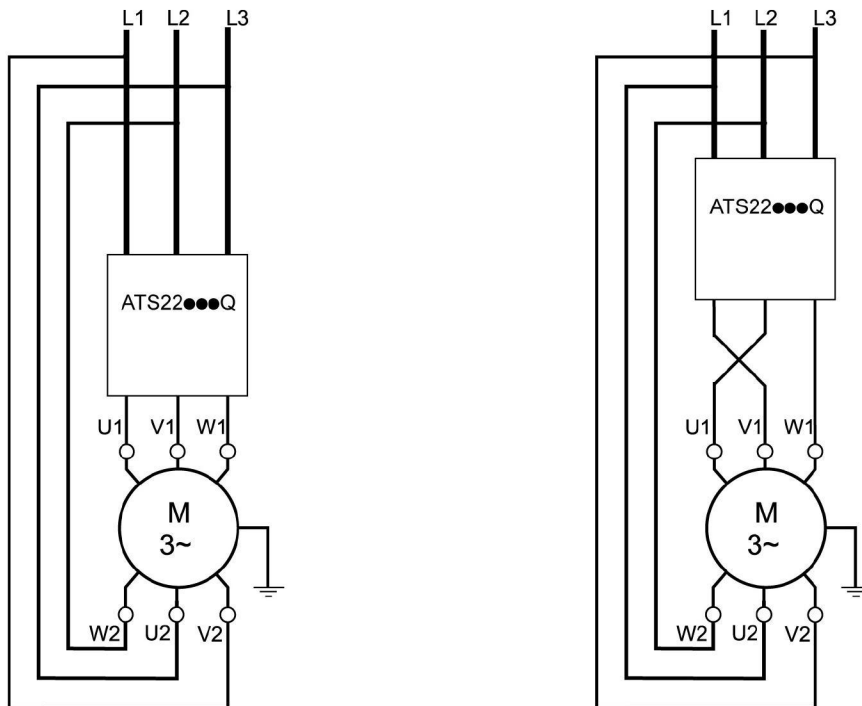 L1 L2 L3
ATS22●●●Q
U1 V1 W1
M
3~
W2 U2 V2
L1 L2 L3
ATS22●●●Q
U1 V1 W1
M
3~
W2 U2 V2